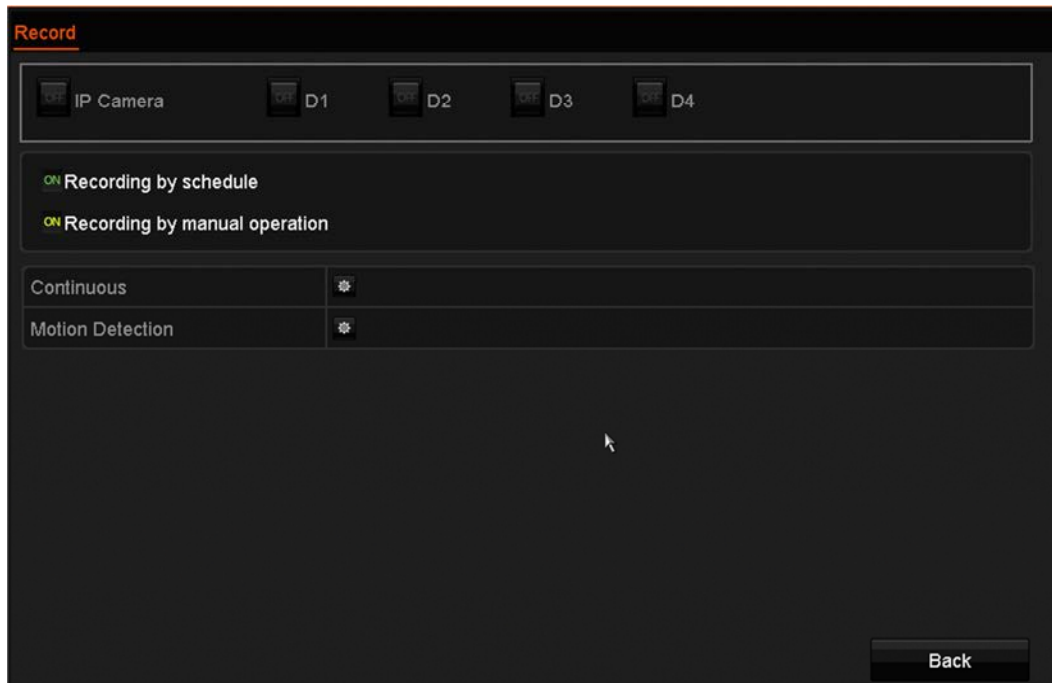 Record
OFF IP Camera OFF D1 OFF D2 OFF D3 OFF D4
ON Recording by schedule
ON Recording by manual operation
Continuous
Motion Detection
Back